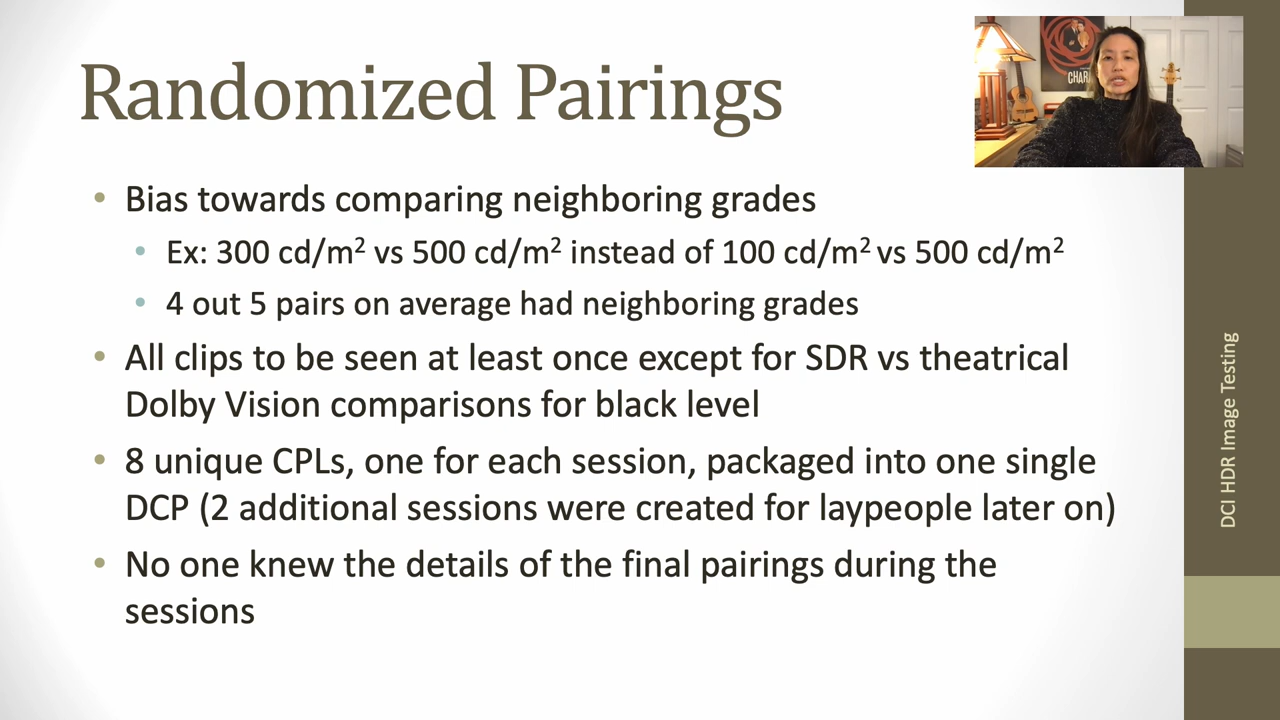 Randomized Pairings
• Bias towards comparing neighboring grades
• Ex: 300 cd/m² vs 500 cd/m² instead of 100 cd/m² vs 500 cd/m²
• 4 out 5 pairs on average had neighboring grades
• All clips to be seen at least once except for SDR vs theatrical
Dolby Vision comparisons for black level
• 8 unique CPLs, one for each session, packaged into one single
DCP (2 additional sessions were created for laypeople later on)
• No one knew the details of the final pairings during the
sessions
DCI HDR Image Testing